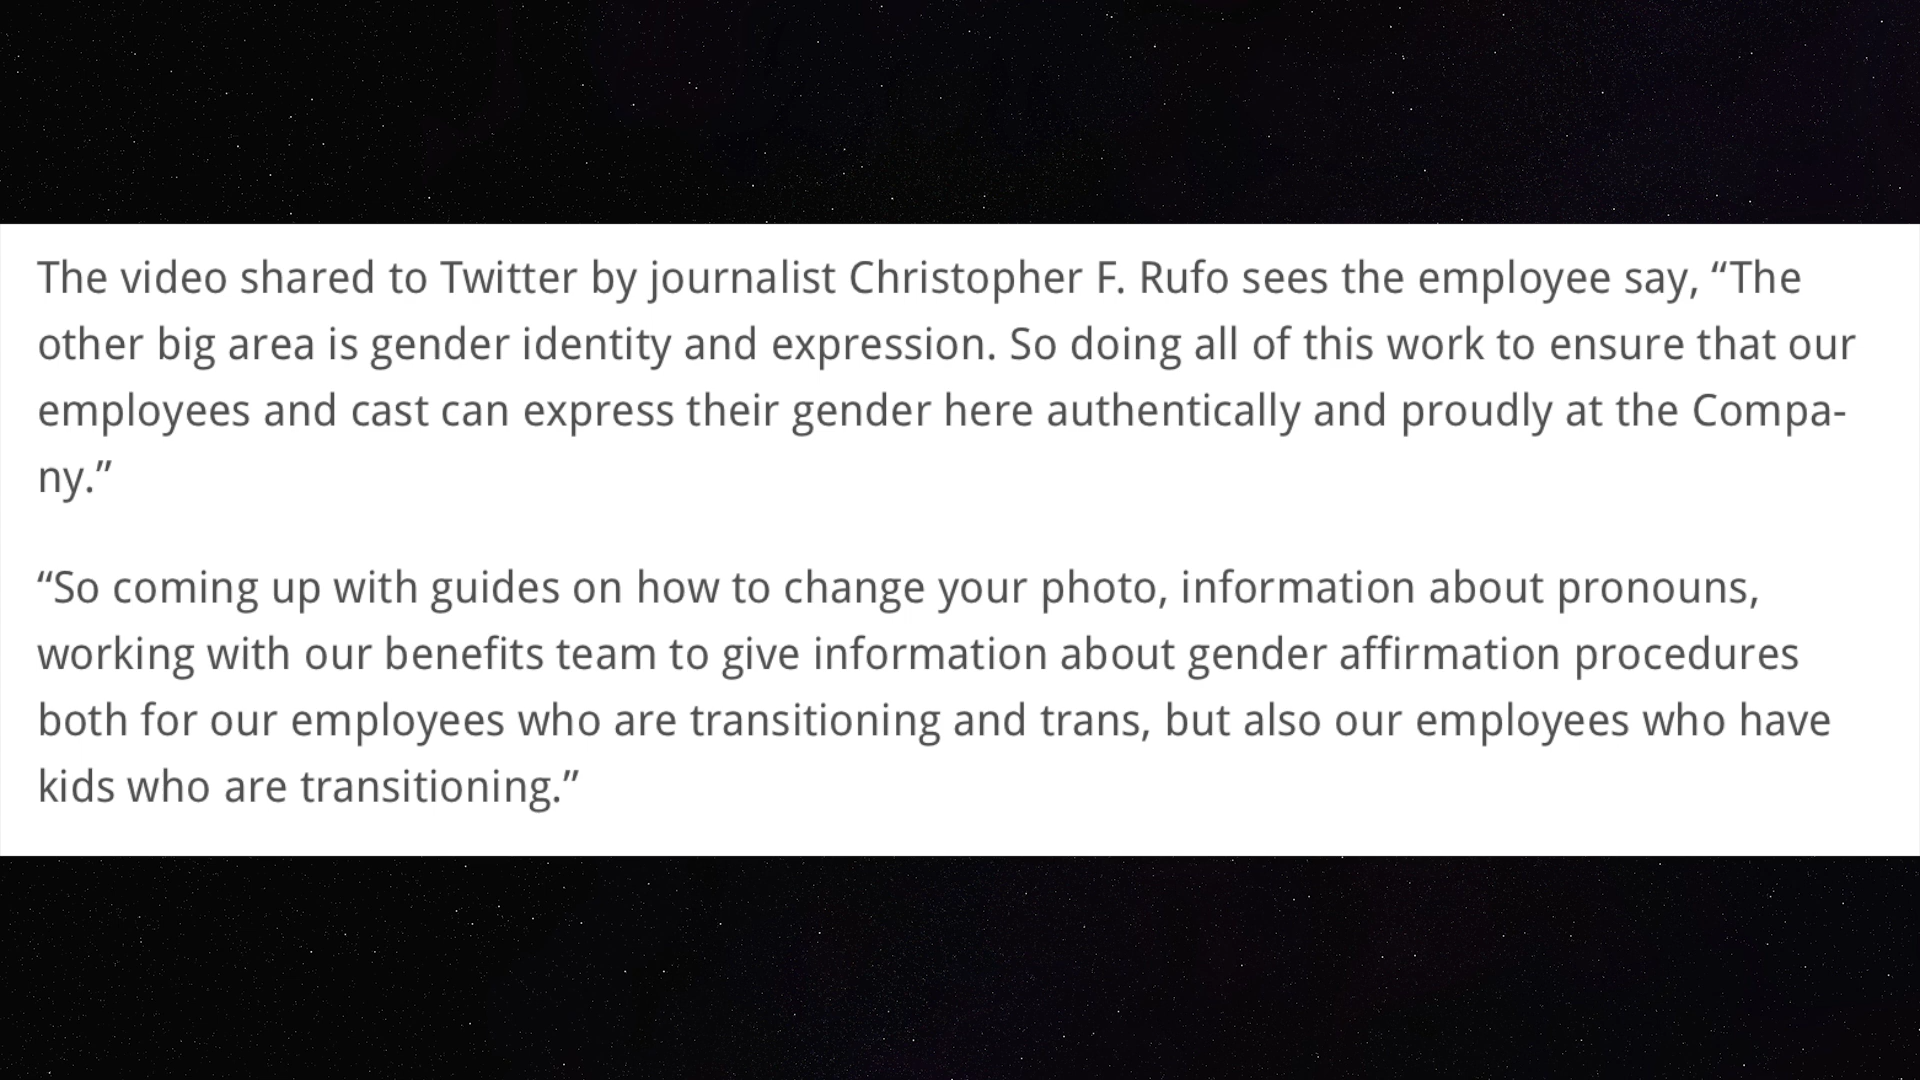 The video shared to Twitter by journalist Christopher F. Rufo sees the employee say, “The
other big area is gender identity and expression. So doing all of this work to ensure that our
employees and cast can express their gender here authentically and proudly at the Compa-
ny.”
“So coming up with guides on how to change your photo, information about pronouns,
working with our benefits team to give information about gender affirmation procedures
both for our employees who are transitioning and trans, but also our employees who have
kids who are transitioning.”